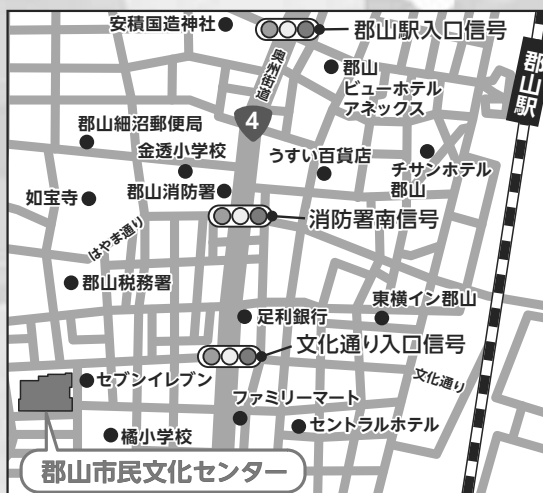 安積国造神社
郡山駅入口信号
奥州街道
郡山
ビューホテル
アネックス
郡山駅
4
郡山細沼郵便局
金透小学校
うすい百貨店
チサンホテル
郡山
如宝寺
郡山消防署
消防署南信号
はやま通り
郡山税務署
東横イン郡山
足利銀行
文化通り入口信号
文化通り
セブンイレブン
ファミリーマート
セントラルホテル
橘小学校
郡山市民文化センター